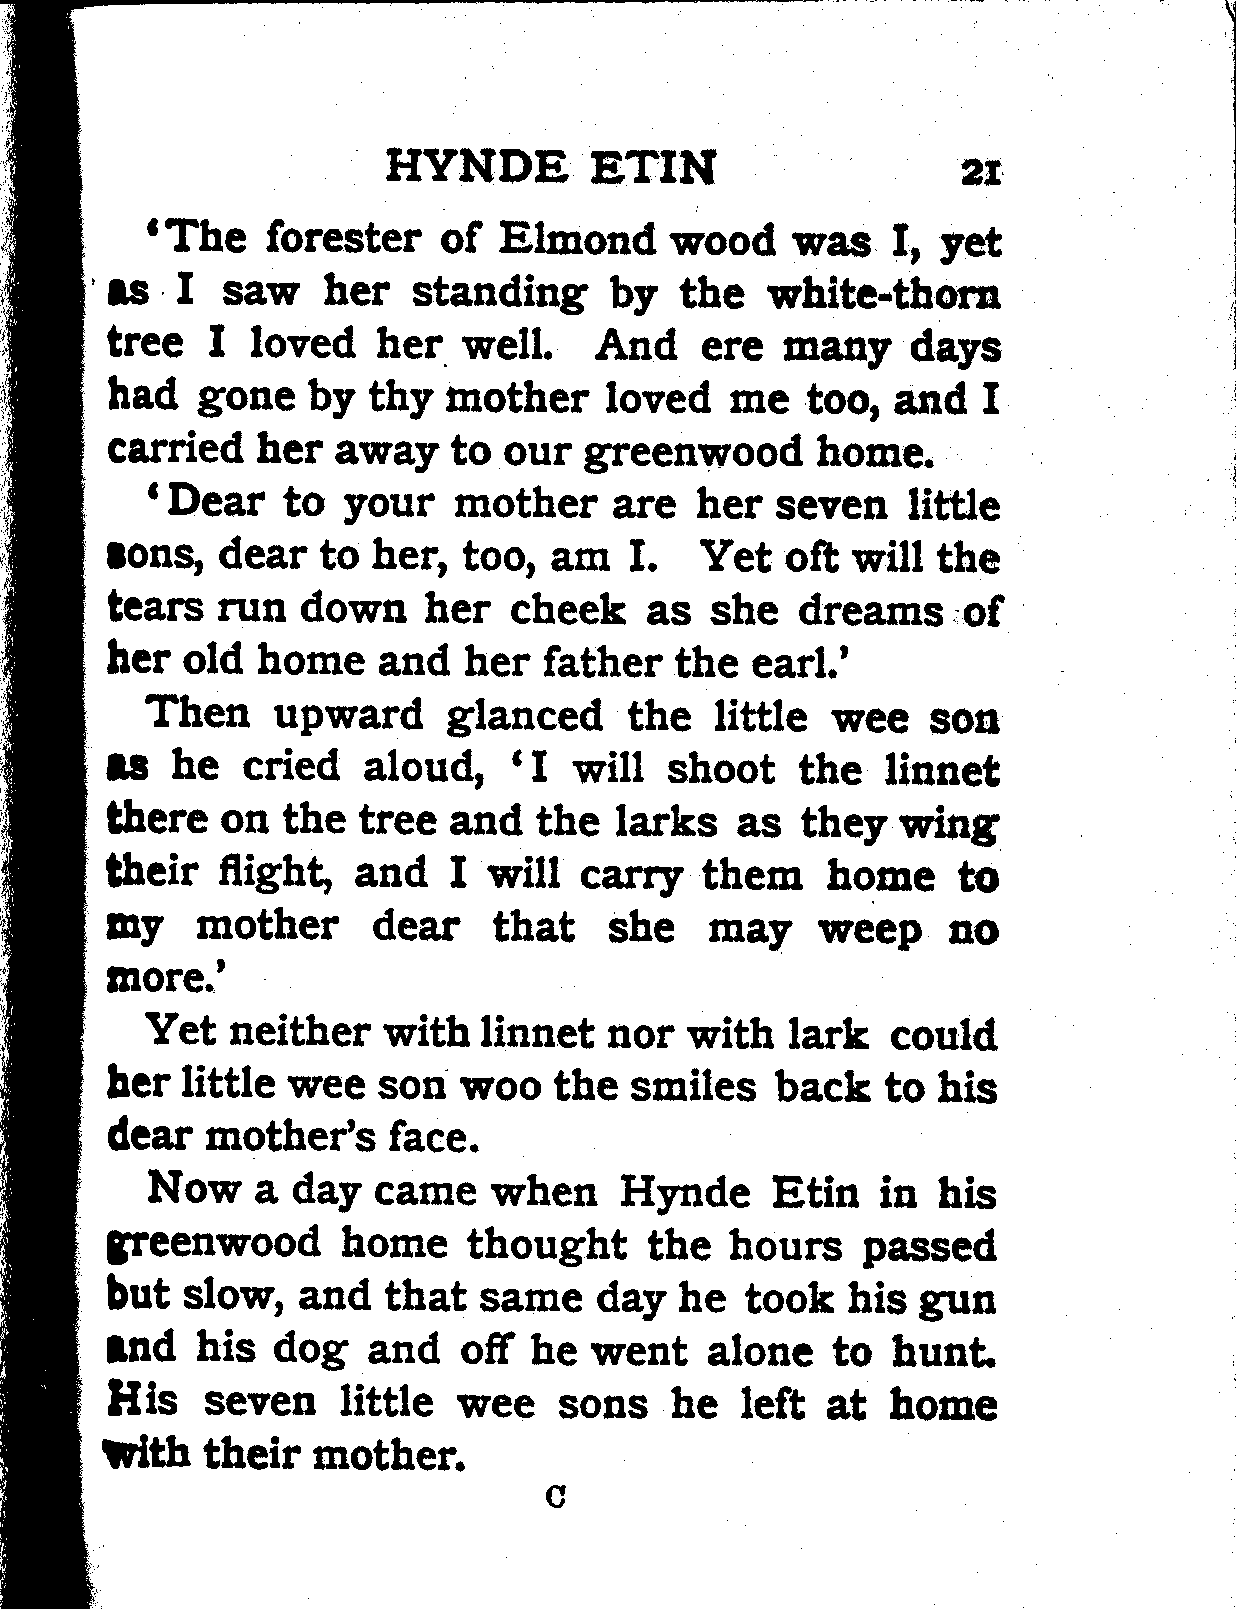 HYNDE ETIN 21
‘The forester of Elmond wood was I, yet
as I saw her standing by the white-thorn
tree I loved her well. And ere many days
had gone by thy mother loved me too, and I
carried her away to our greenwood home.
‘Dear to your mother are her seven little
sons, dear to her, too, am I. Yet oft will the
tears run down her cheek as she dreams of
her old home and her father the earl.’
Then upward glanced the little wee son
as he cried aloud, ‘I will shoot the linnet
there on the tree and the larks as they wing
their flight, and I will carry them home to
my mother dear that she may weep no
more.’
Yet neither with linnet nor with lark could
her little wee son woo the smiles back to his
dear mother’s face.
Now a day came when Hynde Etin in his
greenwood home thought the hours passed
but slow, and that same day he took his gun
and his dog and off he went alone to hunt.
His seven little wee sons he left at home
with their mother.
C